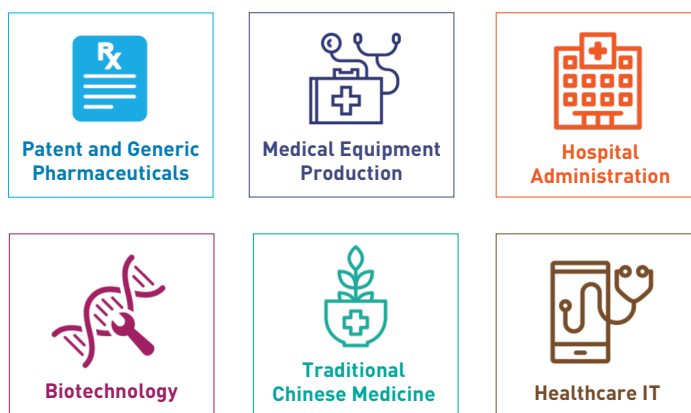 Rx
Patent and Generic
Pharmaceuticals
Medical Equipment
Production
Hospital
Administration
Biotechnology
Traditional
Chinese Medicine
Healthcare IT